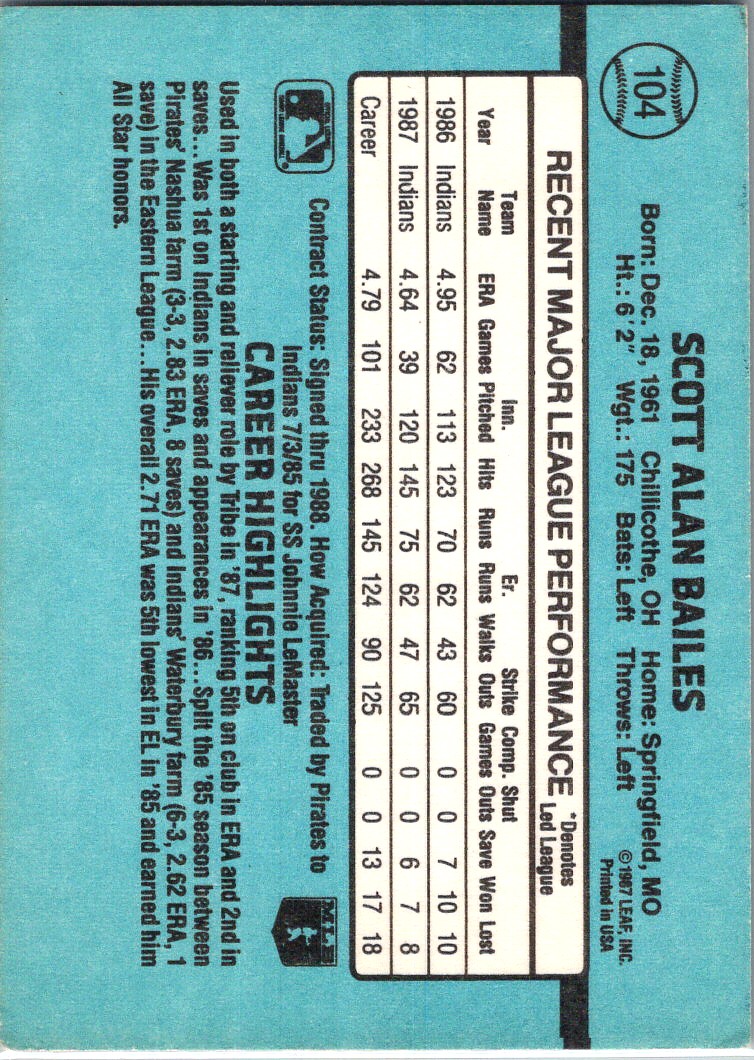 104
SCOTT ALAN BAILES
Born: Dec. 18, 1961 Chillicothe, OH Home: Springfield, MO
Ht.: 6' 2" Wgt.: 175 Bats: Left Throws: Left
©1987 LEAF, INC.
Printed in USA
RECENT MAJOR LEAGUE PERFORMANCE *Denotes
Led League
Team Inn. Er. Strike Comp. Shut
Year Name ERA Games Pitched Hits Runs Runs Walks Outs Games Outs Save Won Lost
1986 Indians 4.95 62 113 123 70 62 43 60 0 0 7 10 10
1987 Indians 4.64 39 120 145 75 62 47 65 0 0 6 7 8
Career 4.79 101 233 268 145 124 90 125 0 0 13 17 18
Contract Status: Signed thru 1988. How Acquired: Traded by Pirates to
Indians 7/3/85 for SS Johnnie LeMaster
MLB
CAREER HIGHLIGHTS
Used in both a starting and reliever role by Tribe in '87, ranking 5th on club in ERA and 2nd in
saves... Was 1st on Indians in saves and appearances in '86... Split the '85 season between
Pirates' Nashua farm (3-3, 2.83 ERA, 8 saves) and Indians' Waterbury farm (6-3, 2.62 ERA, 1
save) in the Eastern League... His overall 2.71 ERA was 5th lowest in EL in '85 and earned him
All Star honors.